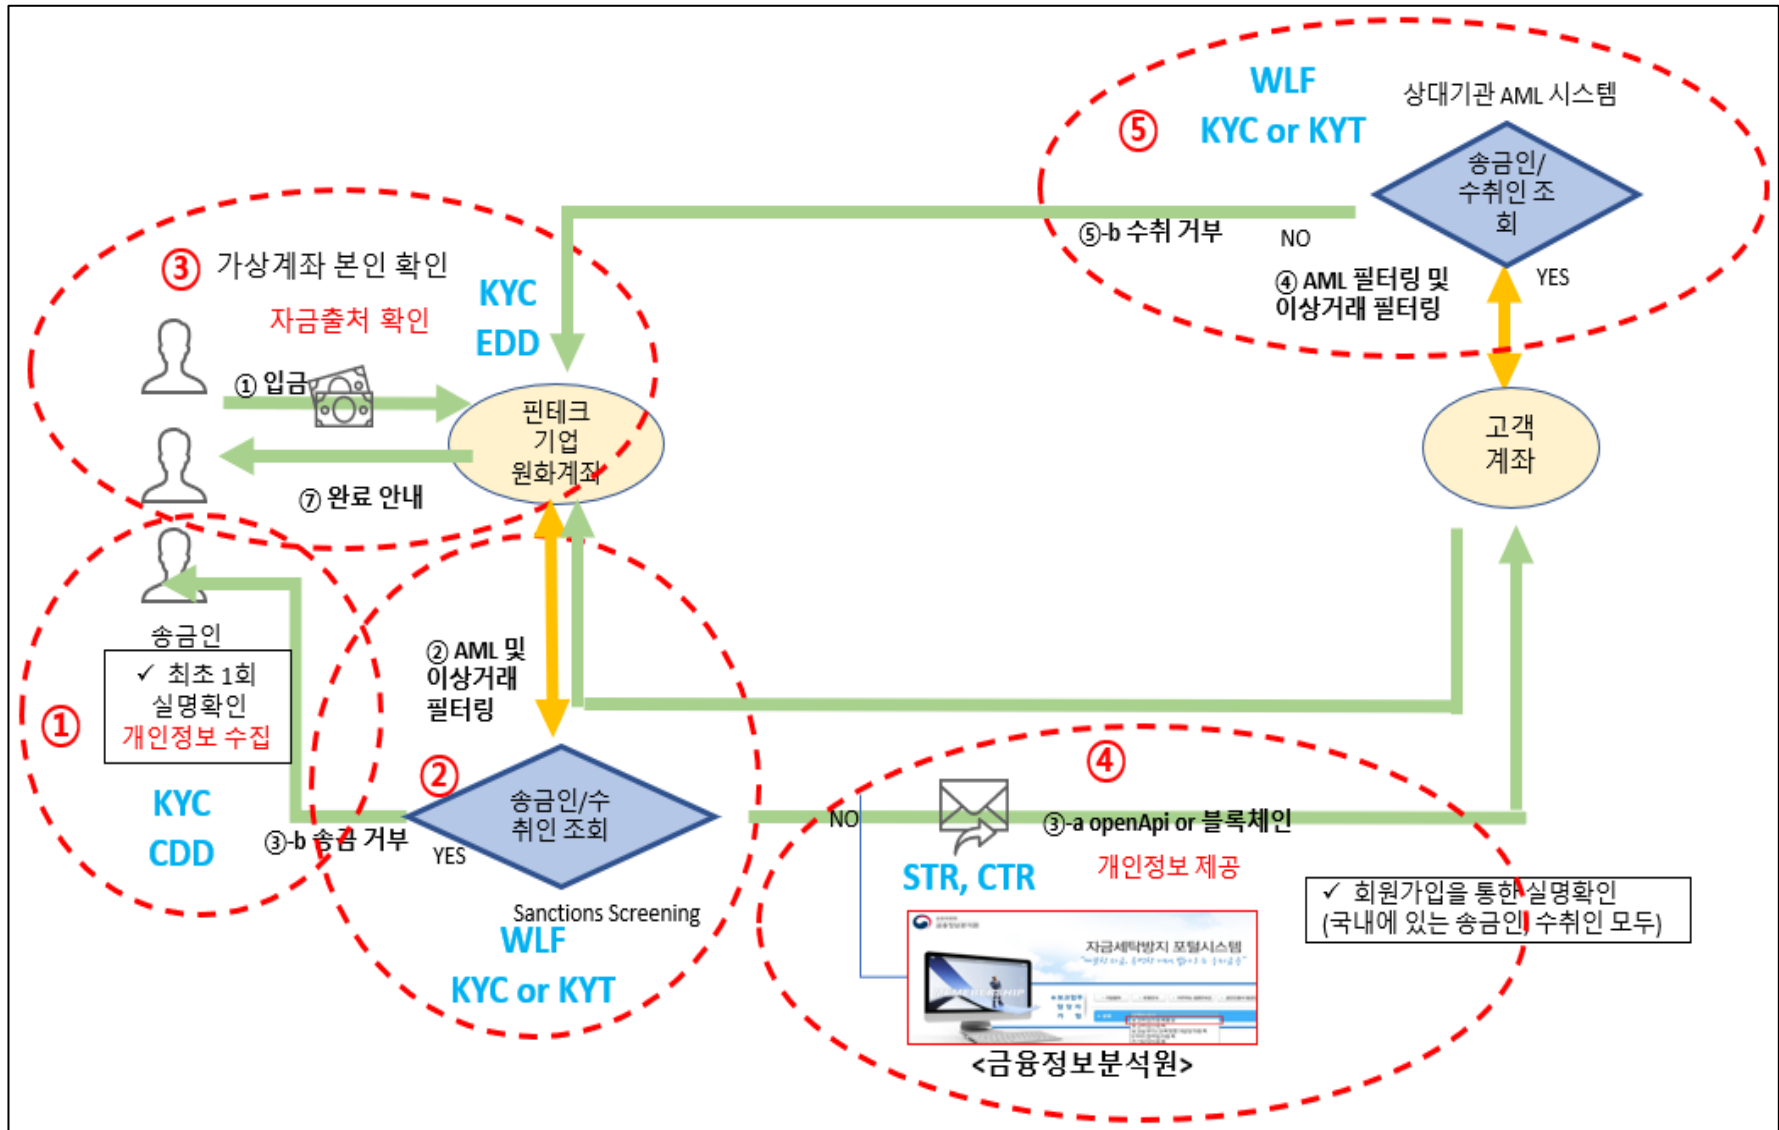 WLF
KYC or KYT
⑤
상대기관 AML 시스템
송금인/
수취인 조
회
⑤-b 수취 거부
NO
YES
④ AML 필터링 및
이상거래 필터링
③ 가상계좌 본인 확인
자금출처 확인
KYC
EDD
① 입금
핀테크
기업
원화계좌
⑦ 완료 안내
고객
계좌
송금인
✓ 최초 1회
실명확인
개인정보 수집
①
KYC
CDD
② AML 및
이상거래
필터링
②
송금인/수
취인 조회
③-b 송금 거부
YES
Sanctions Screening
WLF
KYC or KYT
④
NO
③-a openApi or 블록체인
STR, CTR
개인정보 제공
✓ 회원가입을 통한 실명확인
(국내에 있는 송금인, 수취인 모두)
금융정보분석원
자금세탁방지 포털시스템
<금융정보분석원>